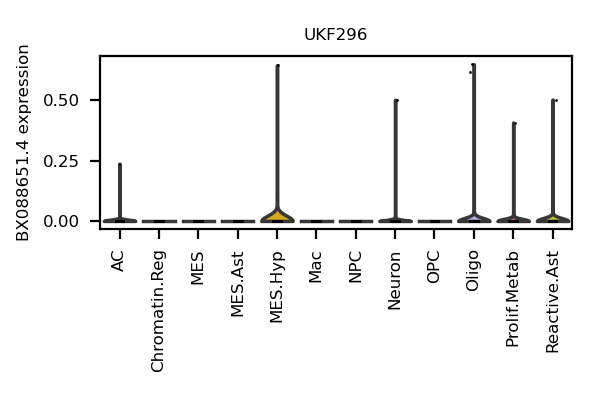 UKF296
BX088651.4 expression
0.50
0.25
0.00
AC
Chromatin.Reg
MES
MES.Ast
MES.Hyp
Mac
NPC
Neuron
OPC
Oligo
Prolif.Metab
Reactive.Ast